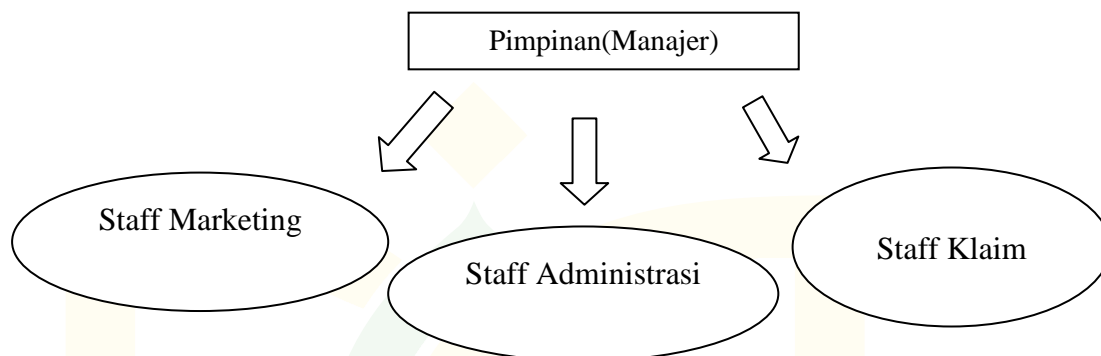 Pimpinan(Manajer)
Staff Marketing
Staff Administrasi
Staff Klaim